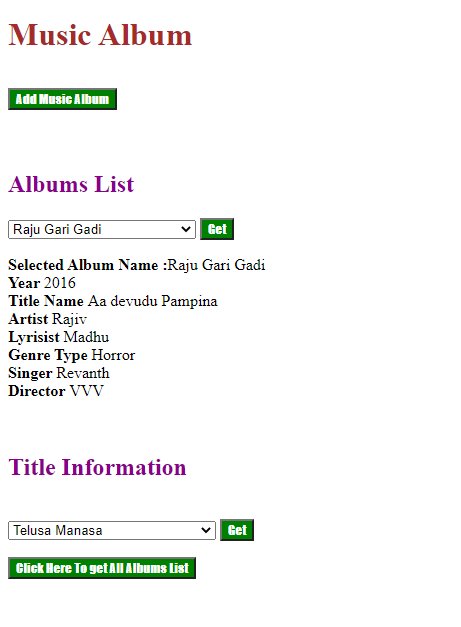 Music Album
Add Music Album
Albums List
Raju Gari Gadi Get
Selected Album Name :Raju Gari Gadi
Year 2016
Title Name Aa devudu Pampina
Artist Rajiv
Lyrisist Madhu
Genre Type Horror
Singer Revanth
Director VVV
Title Information
Telusa Manasa Get
Click Here To get All Albums List